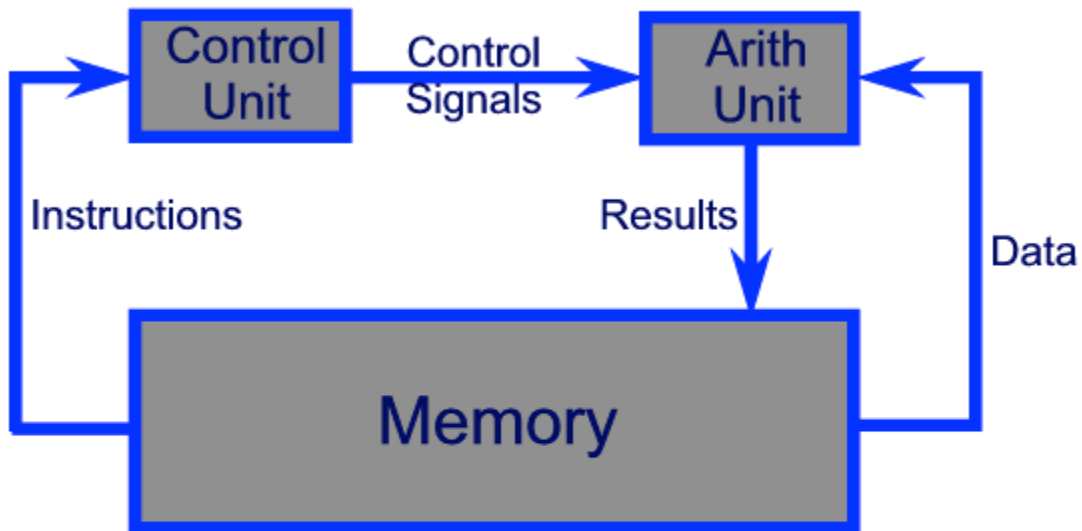 Control
Unit
Control
Signals
Arith
Unit
Instructions
Results
Data
Memory